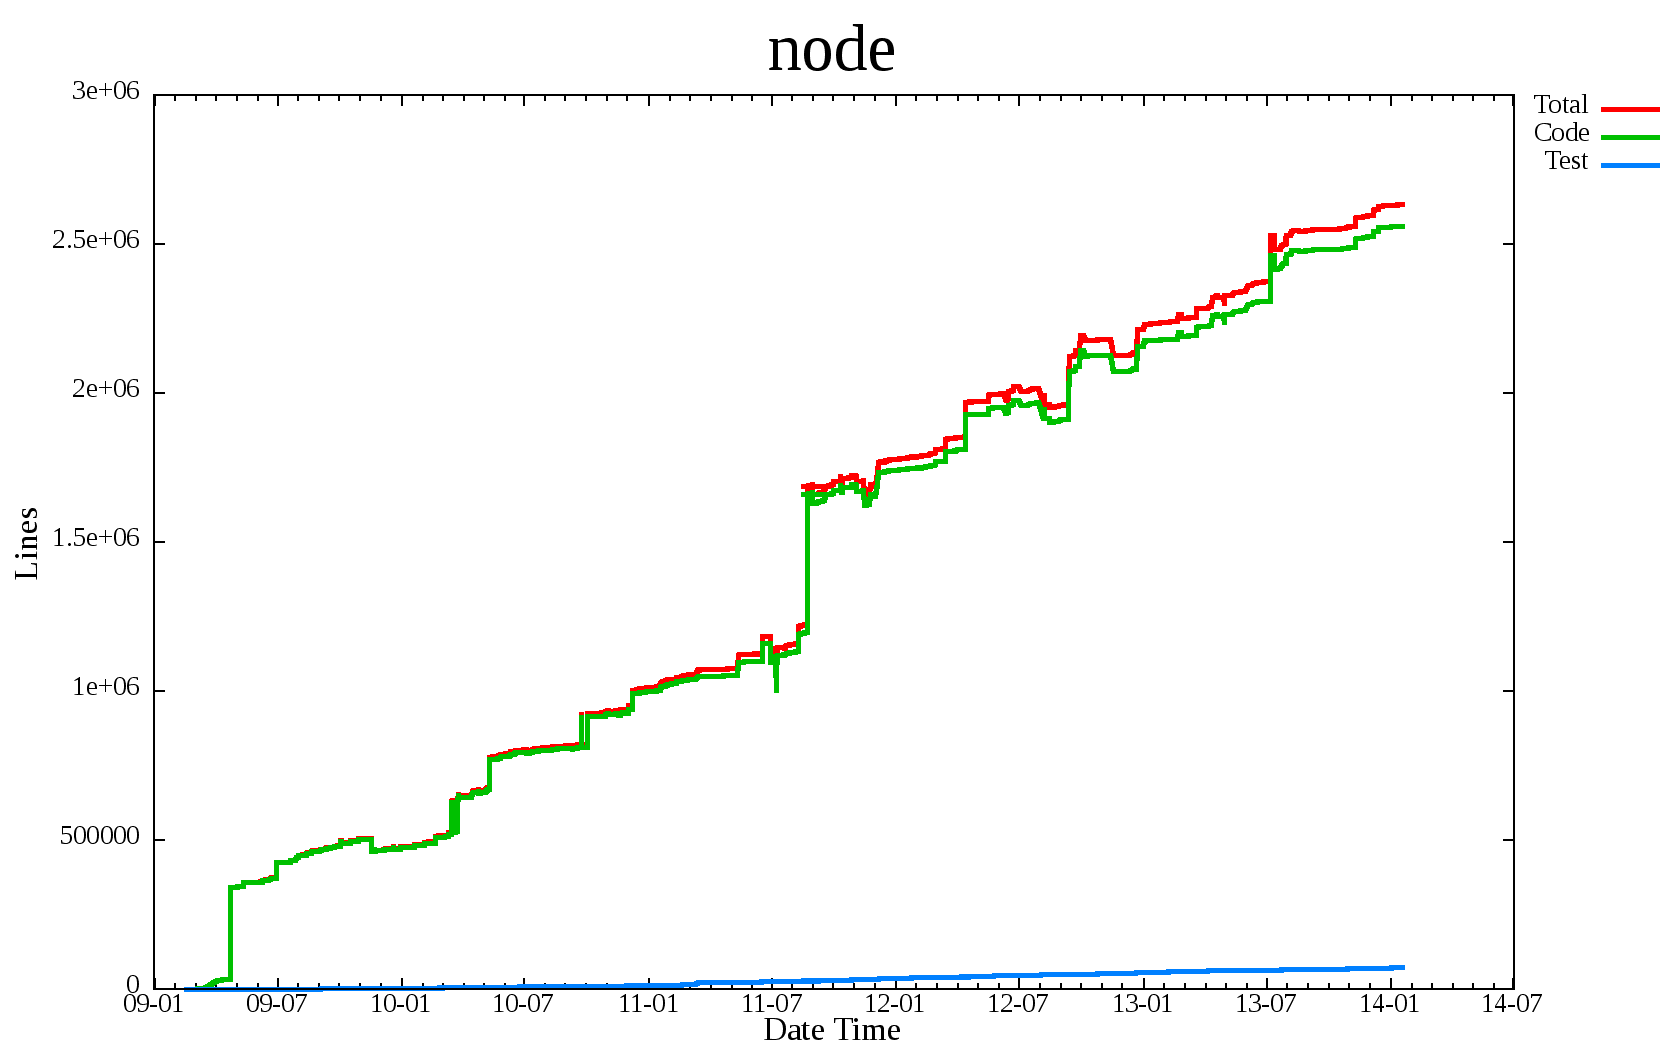 node
3e+06
2.5e+06
2e+06
1.5e+06
1e+06
500000
0
Lines
09-01 09-07 10-01 10-07 11-01 11-07 12-01 12-07 13-01 13-07 14-01 14-07
Date Time
Total
Code
Test